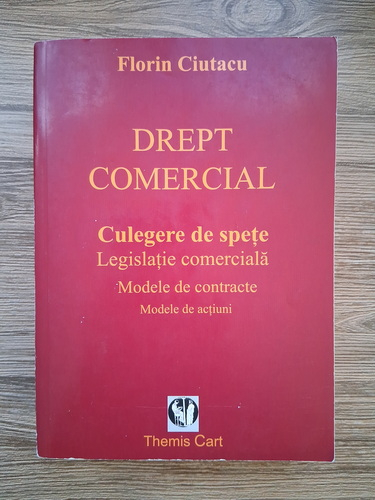 Florin Ciutacu
DREPT
COMERCIAL
Culegere de spețe
Legislație comercială
Modele de contracte
Modele de acțiuni
Themis Cart